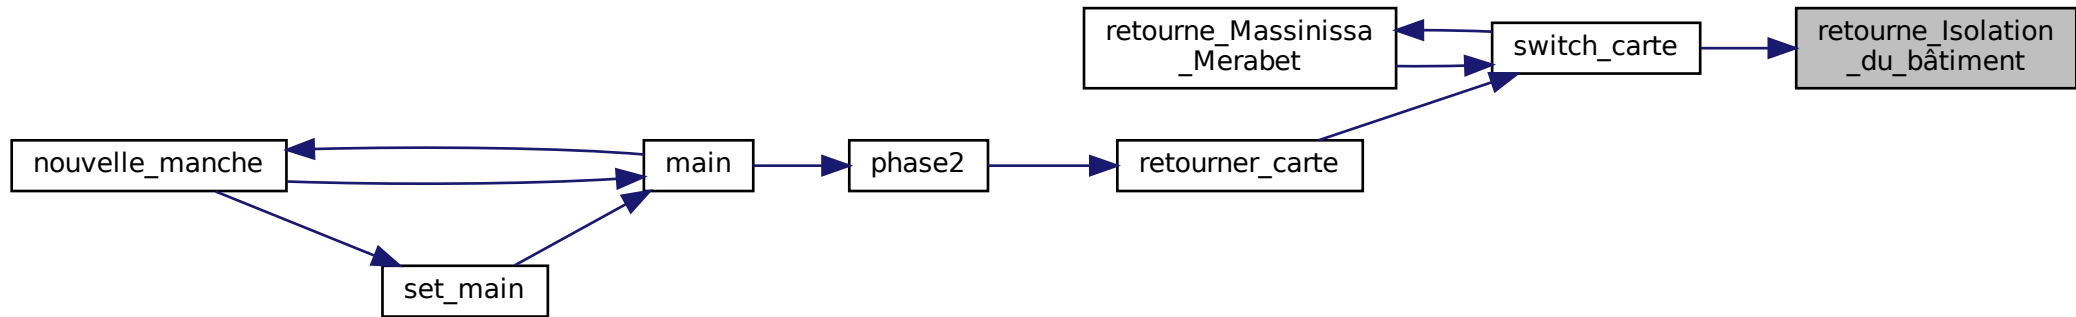 retourne_Massinissa
_Merabet
switch_carte
retourne_Isolation
_du_bâtiment
nouvelle_manche
main
phase2
retourner_carte
set_main